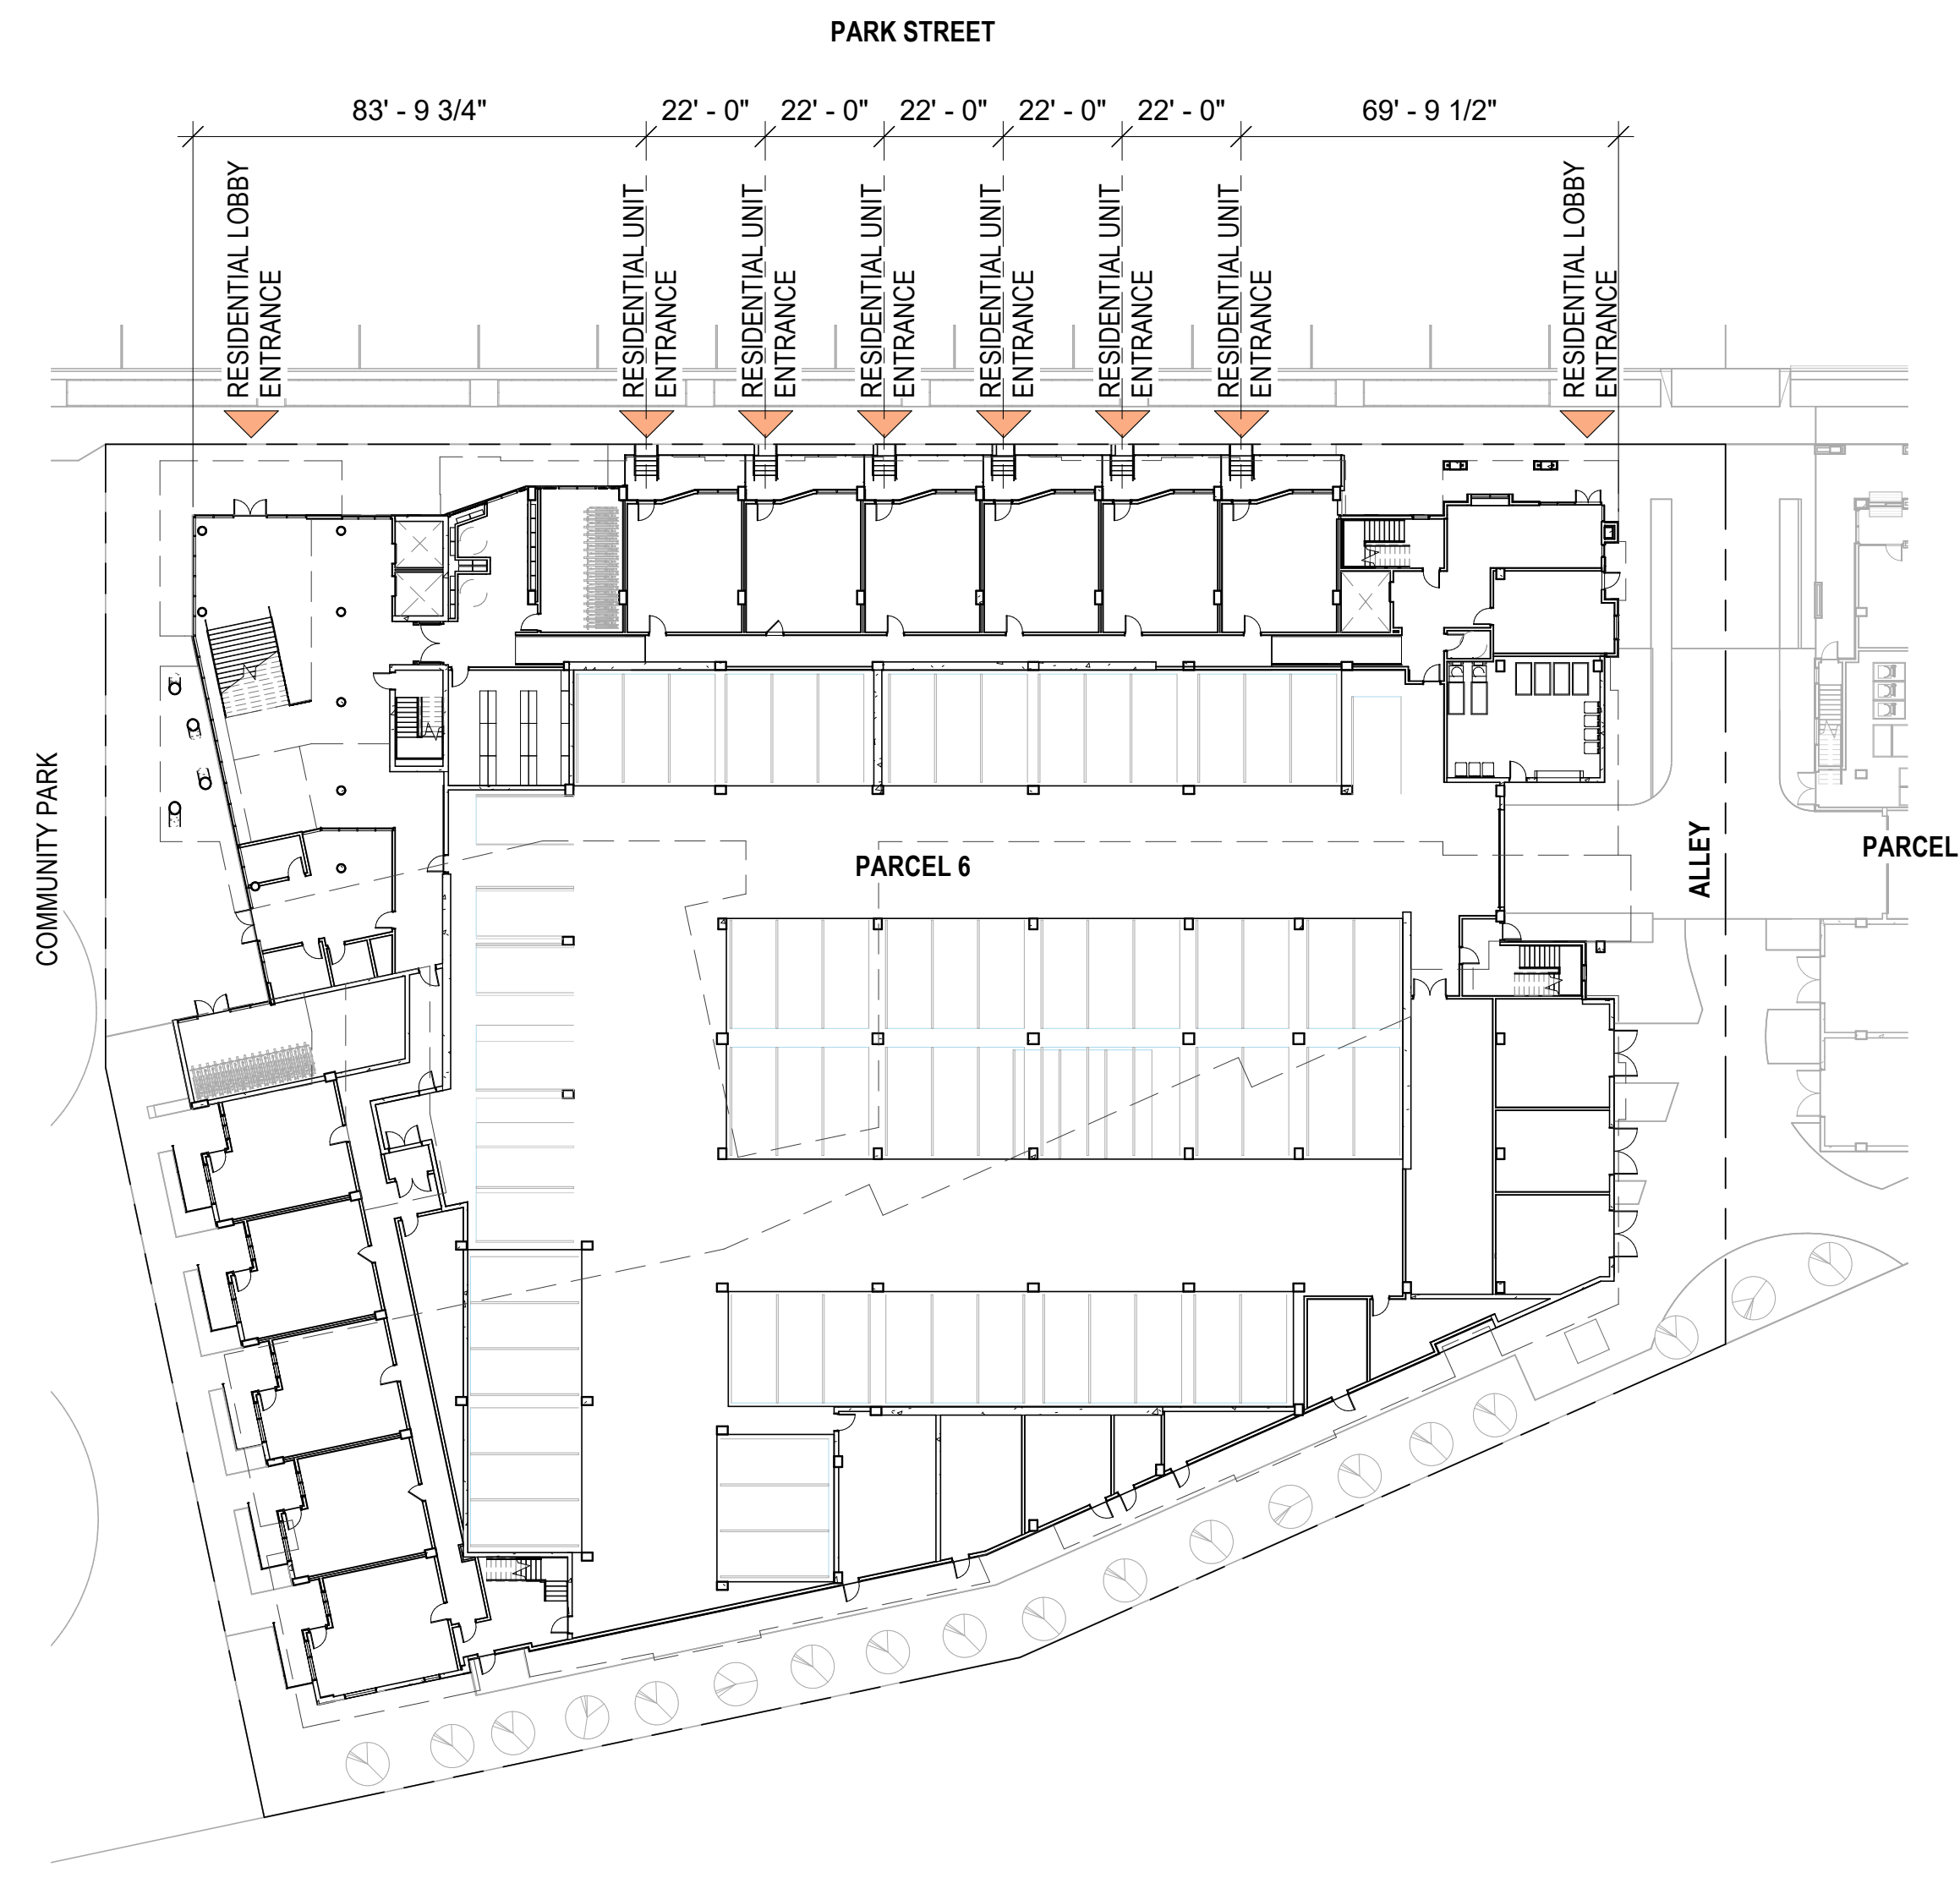 PARK STREET
83' - 9 3/4"
22' - 0"
22' - 0"
22' - 0"
22' - 0"
22' - 0"
69' - 9 1/2"
RESIDENTIAL LOBBY
ENTRANCE
RESIDENTIAL UNIT
ENTRANCE
RESIDENTIAL UNIT
ENTRANCE
RESIDENTIAL UNIT
ENTRANCE
RESIDENTIAL UNIT
ENTRANCE
RESIDENTIAL UNIT
ENTRANCE
RESIDENTIAL UNIT
ENTRANCE
RESIDENTIAL LOBBY
ENTRANCE
COMMUNITY PARK
PARCEL 6
ALLEY
PARCEL